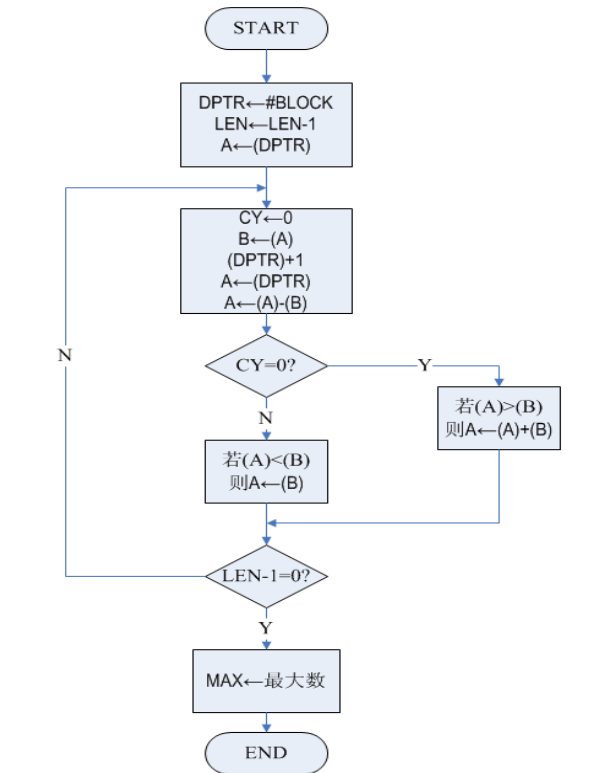 START
DPTR←#BLOCK
LEN←LEN-1
A←(DPTR)
CY←0
B←(A)
(DPTR)+1
A←(DPTR)
A←(A)-(B)
CY=0?
Y
若(A)>(B)
则A←(A)+(B)
N
若(A)<(B)
则A←(B)
LEN-1=0?
N
Y
MAX←最大数
END